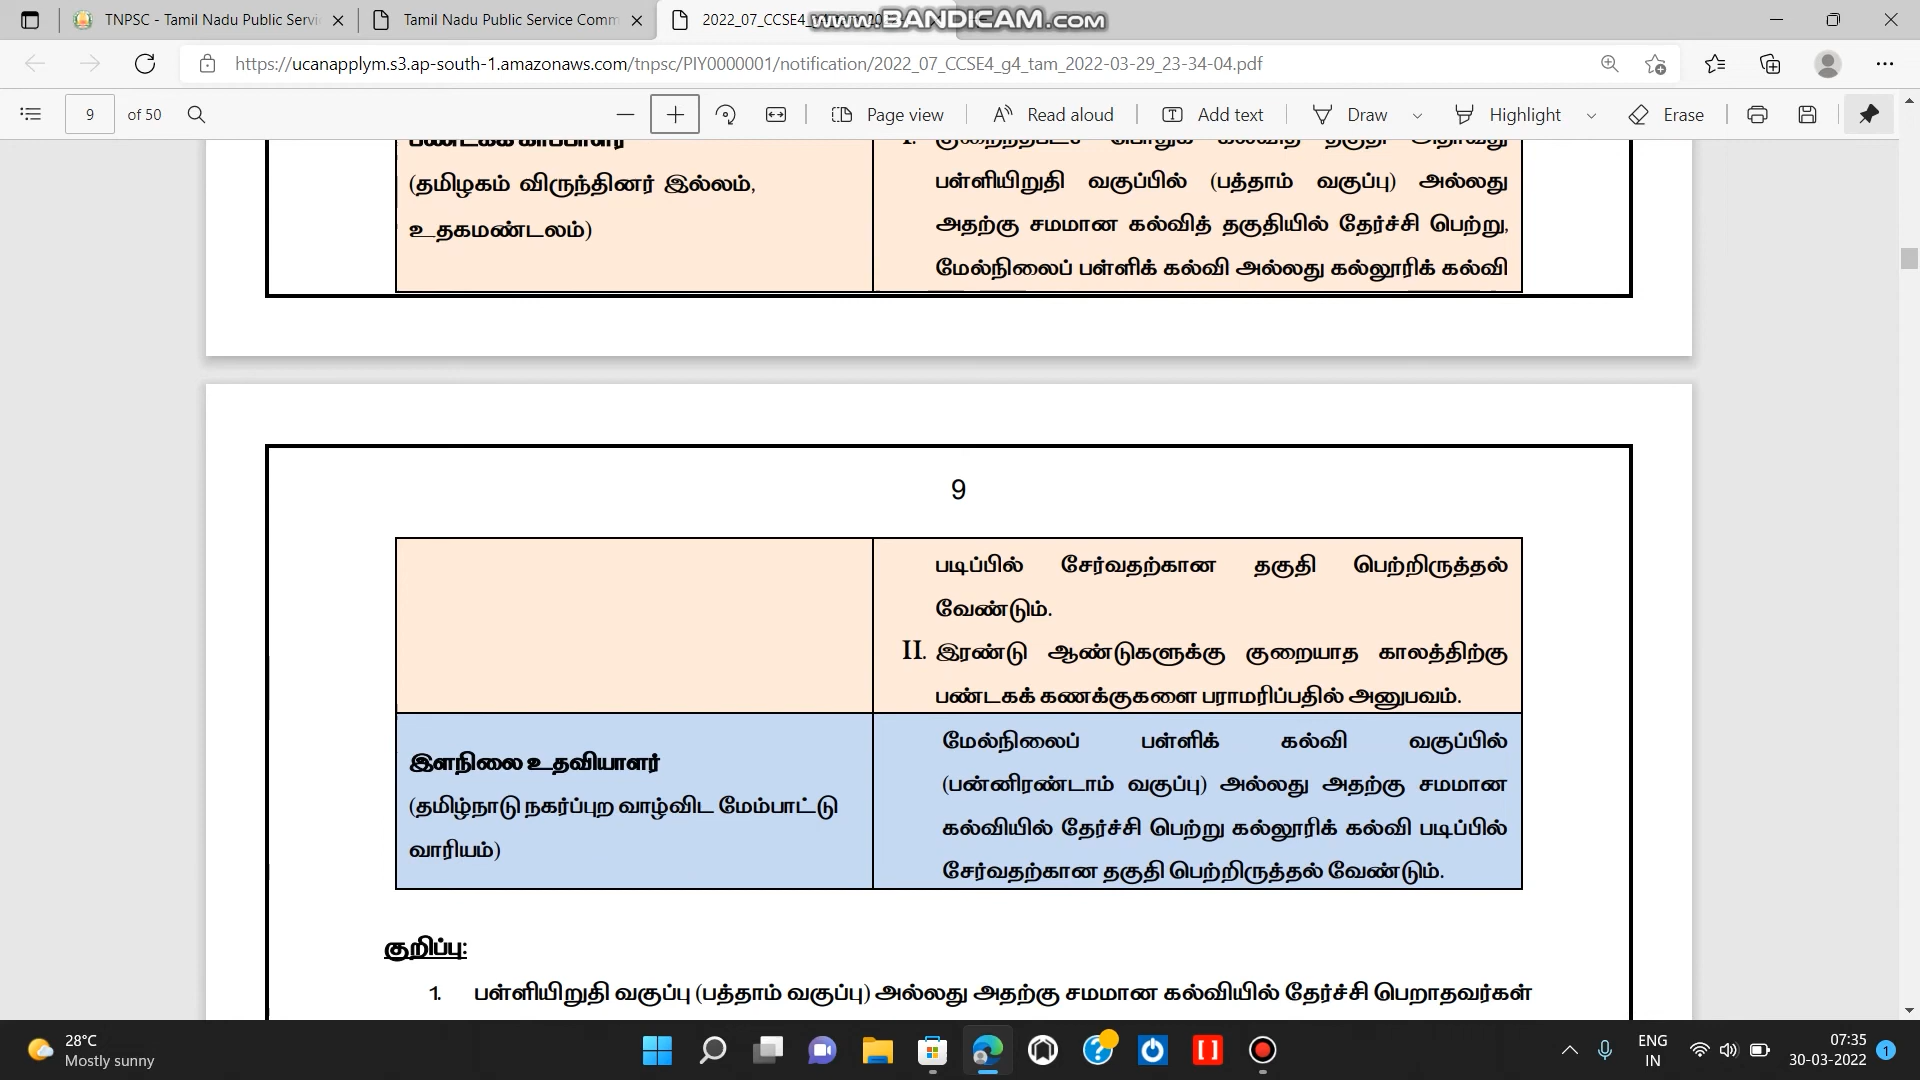 TNPSC - Tamil Nadu Public Servi
Tamil Nadu Public Service Comm
2022_07_CCSE4_
www.BANDICAM.com
https://ucanapplym.s3.ap-south-1.amazonaws.com/tnpsc/PIY0000001/notification/2022_07_CCSE4_g4_tam_2022-03-29_23-34-04.pdf
9 of 50
Page view
Read aloud
Add text
Draw
Highlight
Erase
(தமிழகம் விருந்தினர் இல்லம்,
உதகமண்டலம்)
பள்ளியிறுதி வகுப்பில் (பத்தாம் வகுப்பு) அல்லது
அதற்கு சமமான கல்வித் தகுதியில் தேர்ச்சி பெற்று,
மேல்நிலைப் பள்ளிக் கல்வி அல்லது கல்லூரிக் கல்வி
9
படிப்பில் சேர்வதற்கான தகுதி பெற்றிருத்தல்
வேண்டும்.
II. இரண்டு ஆண்டுகளுக்கு குறையாத காலத்திற்கு
பண்டகக் கணக்குகளை பராமரிப்பதில் அனுபவம்.
இளநிலை உதவியாளர்
(தமிழ்நாடு நகர்ப்புற வாழ்விட மேம்பாட்டு
வாரியம்)
மேல்நிலைப் பள்ளிக் கல்வி வகுப்பில்
(பன்னிரண்டாம் வகுப்பு) அல்லது அதற்கு சமமான
கல்வியில் தேர்ச்சி பெற்று கல்லூரிக் கல்வி படிப்பில்
சேர்வதற்கான தகுதி பெற்றிருத்தல் வேண்டும்.
குறிப்பு:
1. பள்ளியிறுதி வகுப்பு (பத்தாம் வகுப்பு) அல்லது அதற்கு சமமான கல்வியில் தேர்ச்சி பெறாதவர்கள்
28°C
Mostly sunny
ENG
IN
07:35
30-03-2022
1